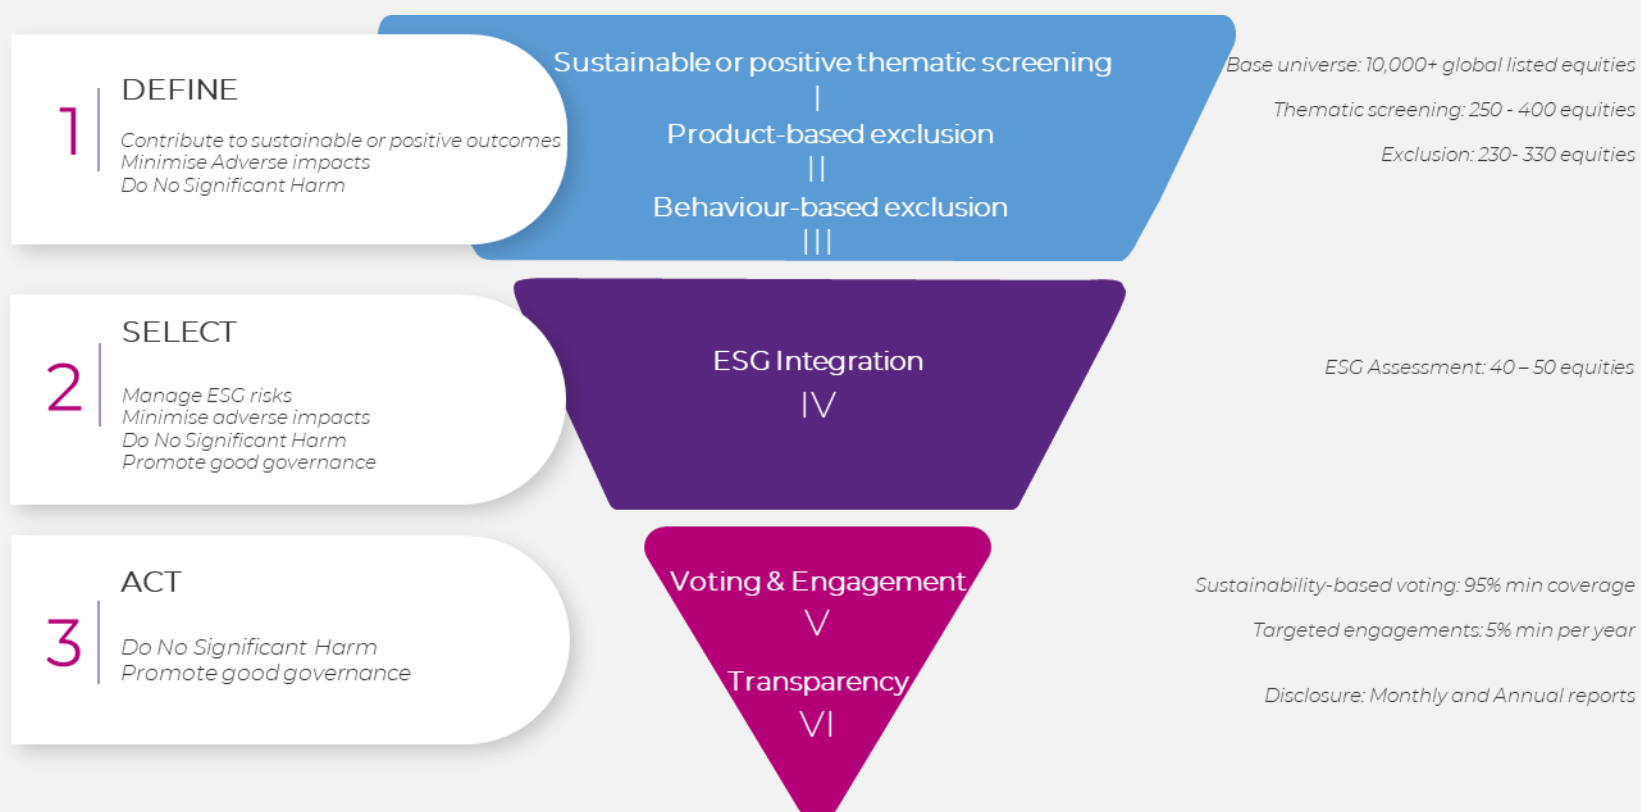 1
DEFINE
Contribute to sustainable or positive outcomes
Minimise Adverse impacts
Do No Significant Harm
Sustainable or positive thematic screening
I
Product-based exclusion
II
Behaviour-based exclusion
III
Base universe: 10,000+ global listed equities
Thematic screening: 250 - 400 equities
Exclusion: 230- 330 equities
2
SELECT
Manage ESG risks
Minimise adverse impacts
Do No Significant Harm
Promote good governance
ESG Integration
IV
ESG Assessment: 40 – 50 equities
3
ACT
Do No Significant Harm
Promote good governance
Voting & Engagement
V
Transparency
VI
Sustainability-based voting: 95% min coverage
Targeted engagements: 5% min per year
Disclosure: Monthly and Annual reports